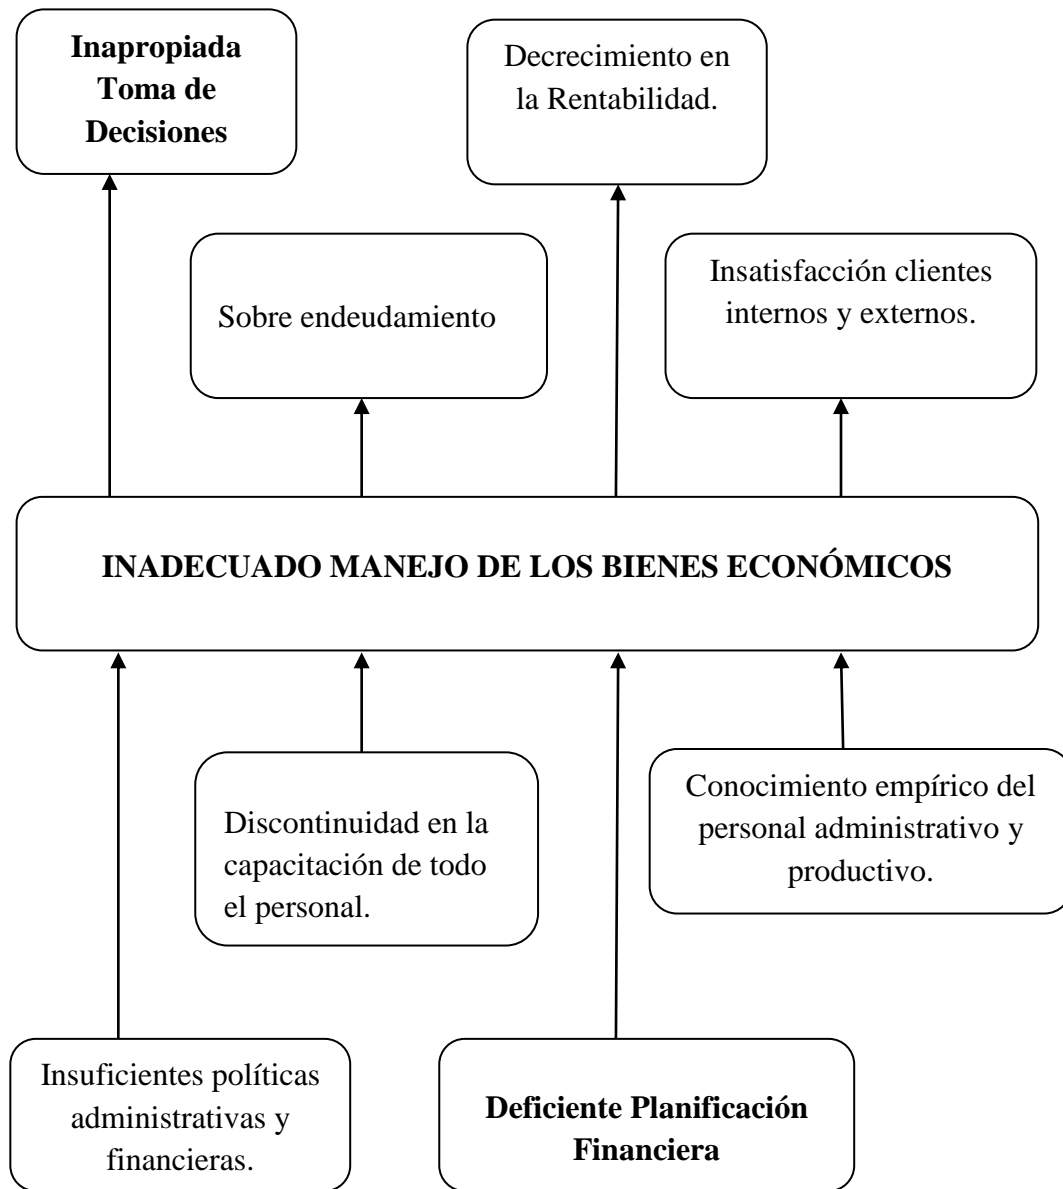 Inapropiada
Toma de
Decisiones
Decrecimiento en
la Rentabilidad.
Sobre endeudamiento
Insatisfacción clientes
internos y externos.
INADECUADO MANEJO DE LOS BIENES ECONÓMICOS
Discontinuidad en la
capacitación de todo
el personal.
Conocimiento empírico del
personal administrativo y
productivo.
Insuficientes políticas
administrativas y
financieras.
Deficiente Planificación
Financiera